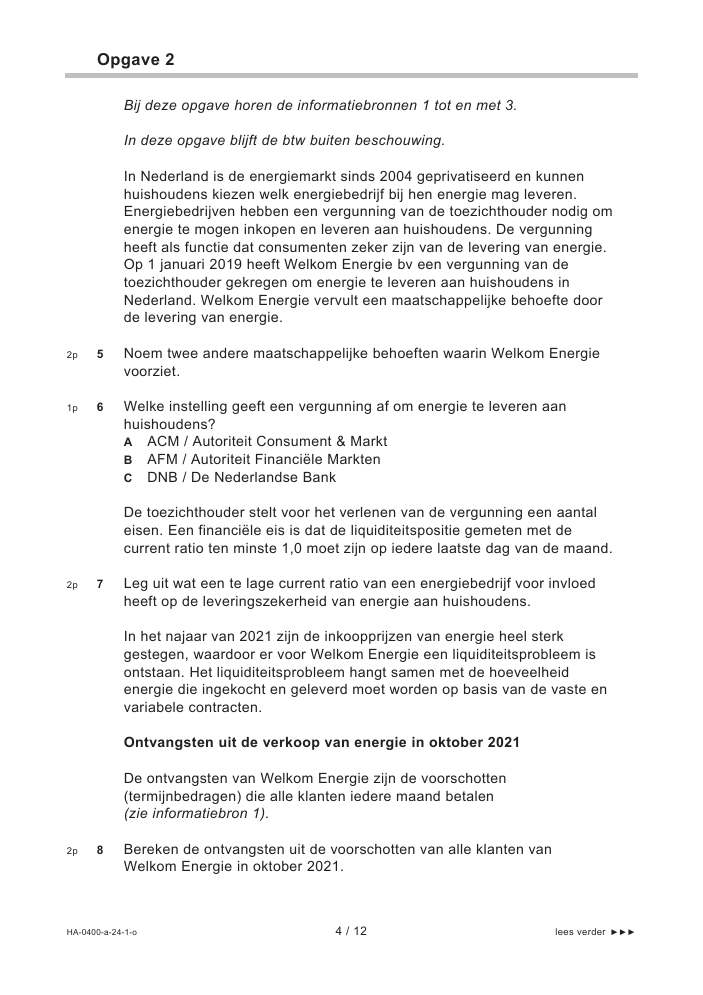 Opgave 2
Bij deze opgave horen de informatiebronnen 1 tot en met 3.
In deze opgave blijft de btw buiten beschouwing.
In Nederland is de energiemarkt sinds 2004 geprivatiseerd en kunnen
huishoudens kiezen welk energiebedrijf bij hen energie mag leveren.
Energiebedrijven hebben een vergunning van de toezichthouder nodig om
energie te mogen inkopen en leveren aan huishoudens. De vergunning
heeft als functie dat consumenten zeker zijn van de levering van energie.
Op 1 januari 2019 heeft Welkom Energie bv een vergunning van de
toezichthouder gekregen om energie te leveren aan huishoudens in
Nederland. Welkom Energie vervult een maatschappelijke behoefte door
de levering van energie.
2p 5 Noem twee andere maatschappelijke behoeften waarin Welkom Energie
voorziet.
1p 6 Welke instelling geeft een vergunning af om energie te leveren aan
huishoudens?
A ACM / Autoriteit Consument & Markt
B AFM / Autoriteit Financiële Markten
C DNB / De Nederlandse Bank
De toezichthouder stelt voor het verlenen van de vergunning een aantal
eisen. Een financiële eis is dat de liquiditeitspositie gemeten met de
current ratio ten minste 1,0 moet zijn op iedere laatste dag van de maand.
2p 7 Leg uit wat een te lage current ratio van een energiebedrijf voor invloed
heeft op de leveringszekerheid van energie aan huishoudens.
In het najaar van 2021 zijn de inkoopprijzen van energie heel sterk
gestegen, waardoor er voor Welkom Energie een liquiditeitsprobleem is
ontstaan. Het liquiditeitsprobleem hangt samen met de hoeveelheid
energie die ingekocht en geleverd moet worden op basis van de vaste en
variabele contracten.
Ontvangsten uit de verkoop van energie in oktober 2021
De ontvangsten van Welkom Energie zijn de voorschotten
(termijnbedragen) die alle klanten iedere maand betalen
(zie informatiebron 1).
2p 8 Bereken de ontvangsten uit de voorschotten van alle klanten van
Welkom Energie in oktober 2021.
HA-0400-a-24-1-o 4 / 12 lees verder ►►►